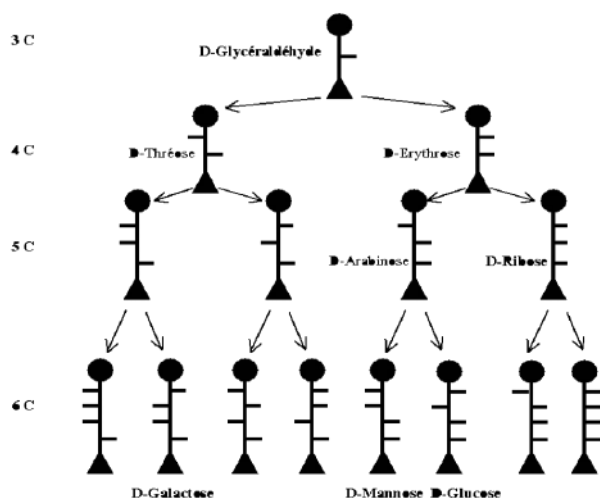 3 C
D-Glycéraldéhyde
4 C
D-Thréose
D-Erythrose
5 C
D-Arabinose
D-Ribose
6 C
D-Galactose
D-Mannose
D-Glucose